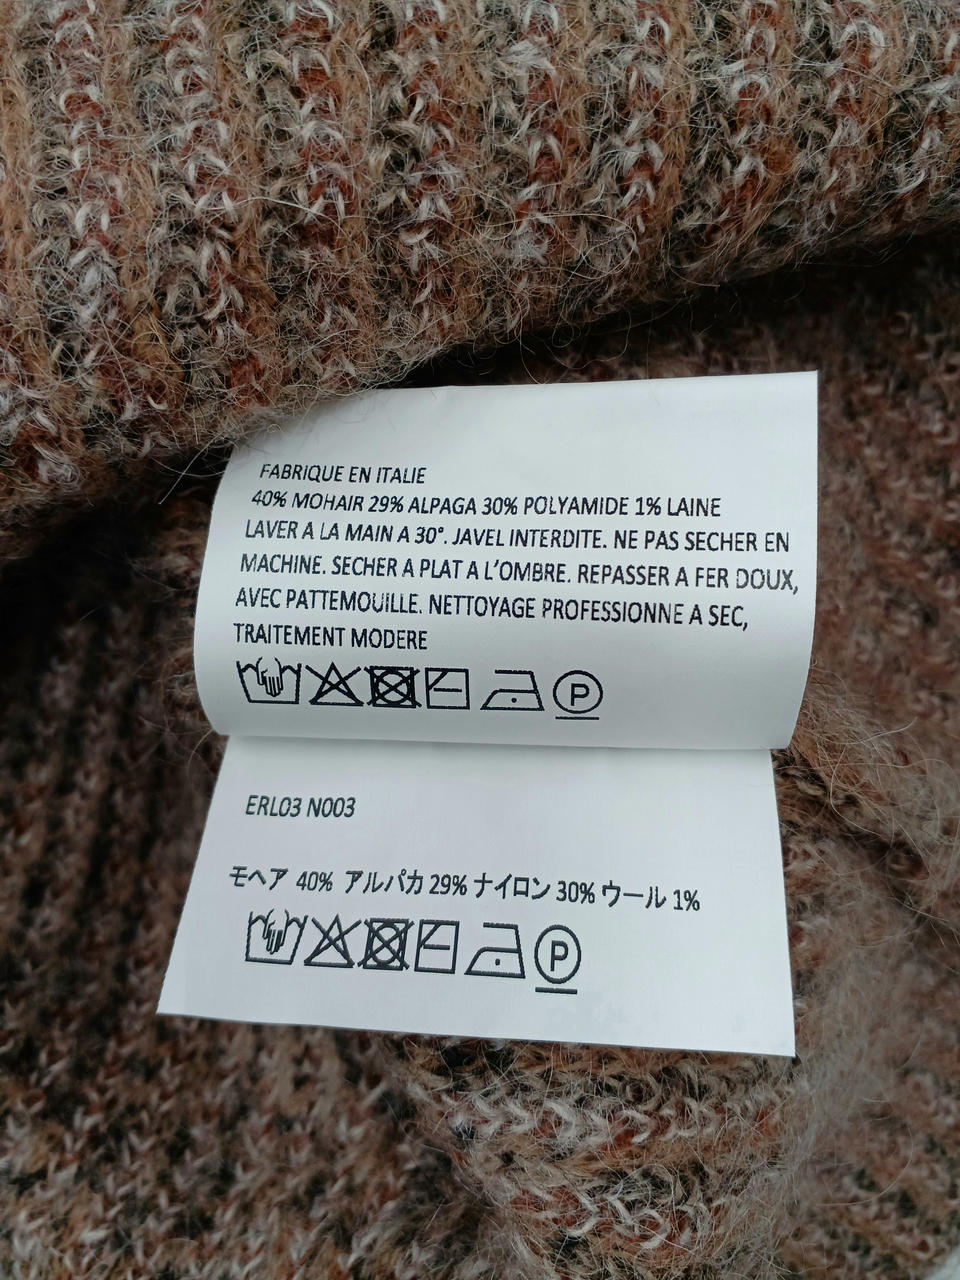 FABRIQUE EN ITALIE
40% MOHAIR 29% ALPAGA 30% POLYAMIDE 1% LAINE
LAVER A LA MAIN A 30°. JAVEL INTERDITE. NE PAS SECHER EN
MACHINE. SECHER A PLAT A L'OMBRE. REPASSER A FER DOUX,
AVEC PATTEMOUILLE. NETTOYAGE PROFESSIONNE A SEC,
TRAITEMENT MODERE
P
ERL03 N003
モヘア 40% アルパカ 29% ナイロン 30% ウール 1%
P